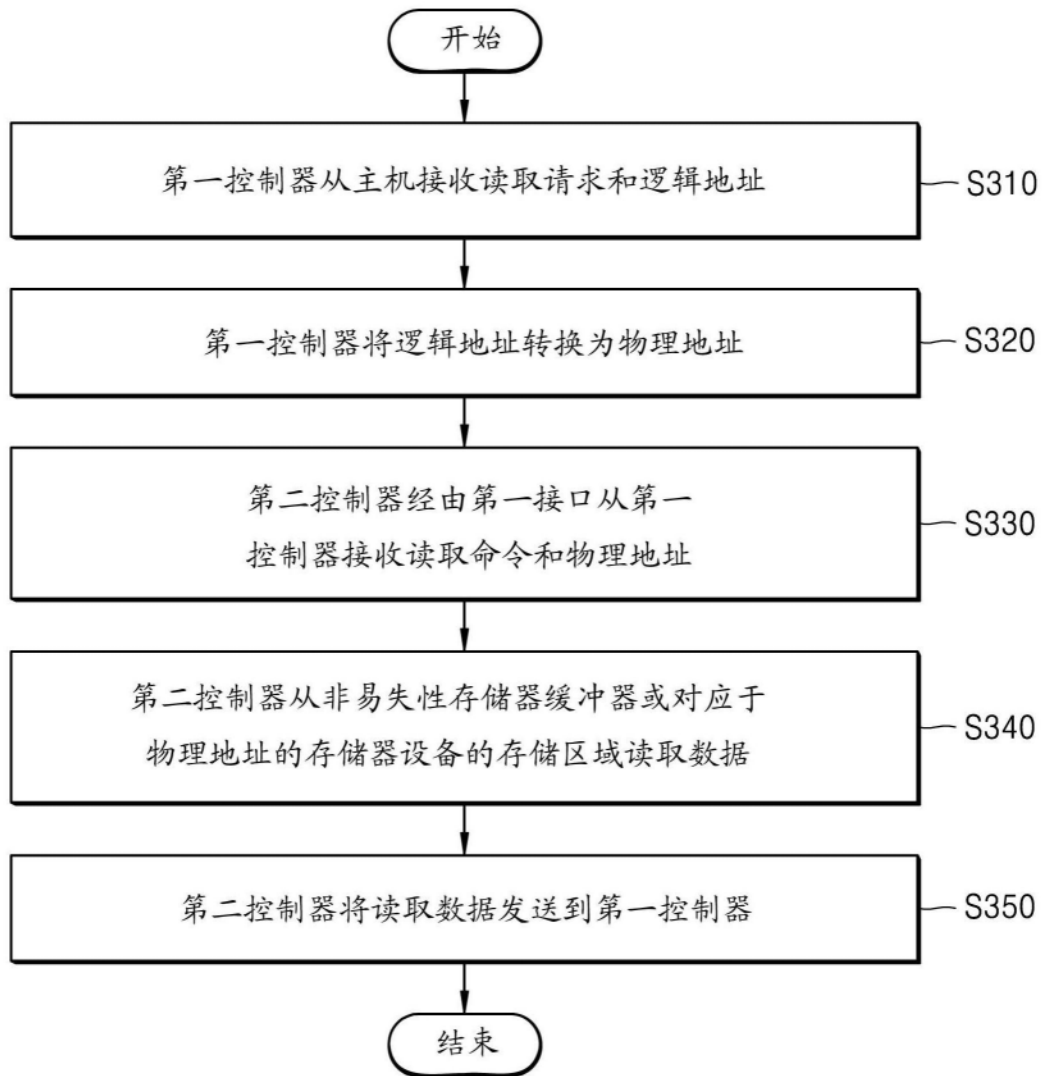 开始
第一控制器从主机接收读取请求和逻辑地址
S310
第一控制器将逻辑地址转换为物理地址
S320
第二控制器经由第一接口从第一
控制器接收读取命令和物理地址
S330
第二控制器从非易失性存储器缓冲器或对应于
物理地址的存储器设备的存储区域读取数据
S340
第二控制器将读取数据发送到第一控制器
S350
结束